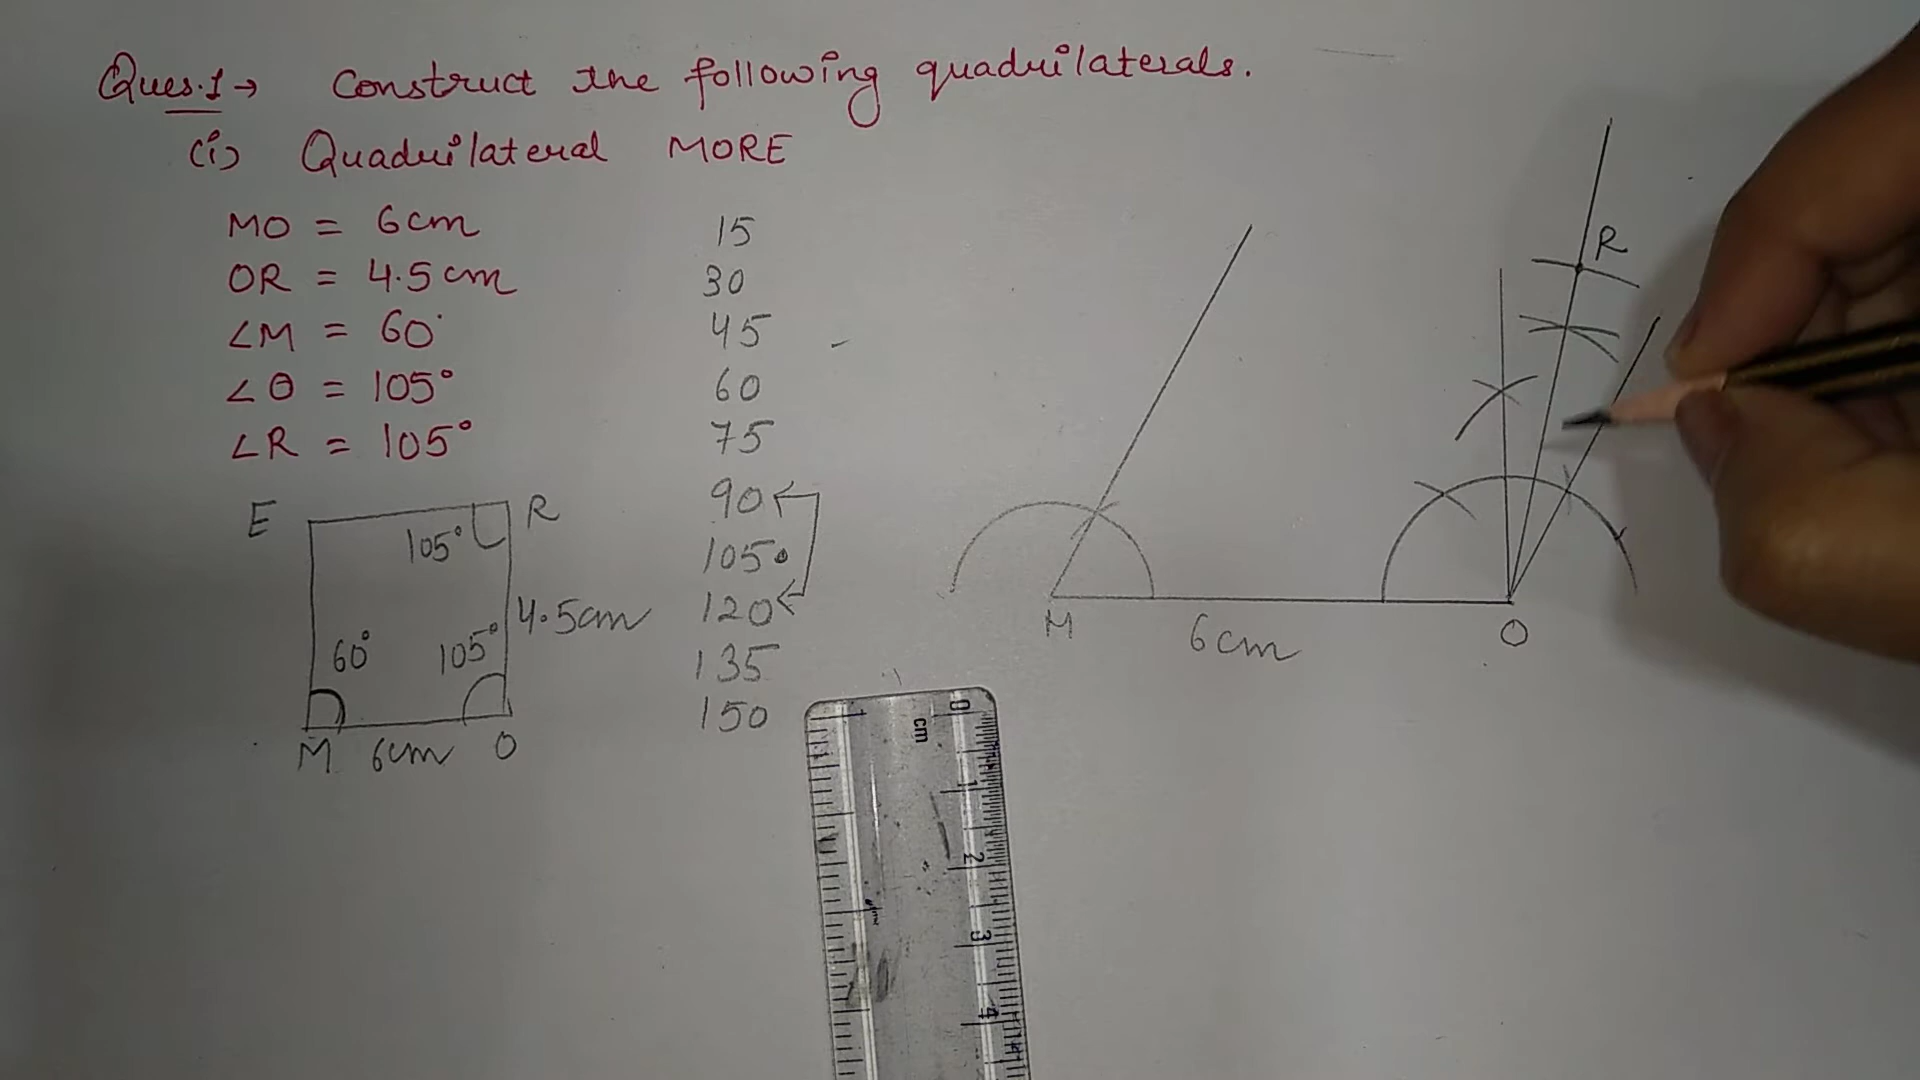 Ques.1→ Construct the following quadrilaterals.
(i) Quadrilateral MORE
MO = 6cm
OR = 4.5cm
∠M = 60°
∠O = 105°
∠R = 105°
15
30
45
60
75
90
105
120
135
150
E
R
105°
4.5cm
60°
105°
M
6cm
O
R
M
6cm
O
0
cm
1
2
3
4